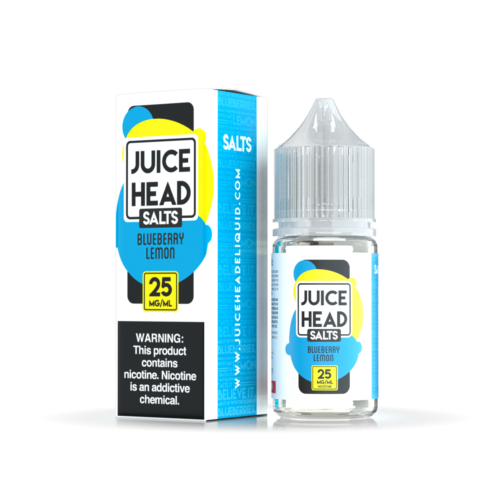 JUICE
HEAD
SALTS
BLUEBERRY
LEMON
25
MG/ML
WARNING:
This product
contains
nicotine. Nicotine
is an addictive
chemical.
SALTS
WWW.JUICEHEADELIQUID.COM
JUICE
HEAD
SALTS
BLUEBERRY
LEMON
25
MG/ML